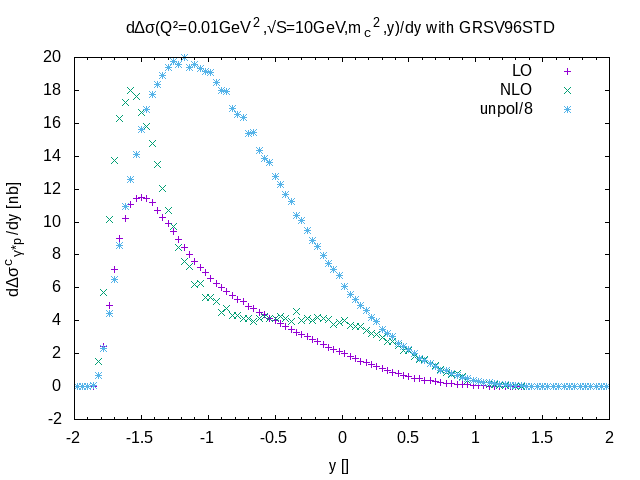 dΔσ(Q²=0.01GeV²,√S=10GeV,m_c²,y)/dy with GRSV96STD
LO
NLO
unpol/8
dΔσ^c_γ*p/dy [nb]
20
18
16
14
12
10
8
6
4
2
0
-2
-2 -1.5 -1 -0.5 0 0.5 1 1.5 2
y []